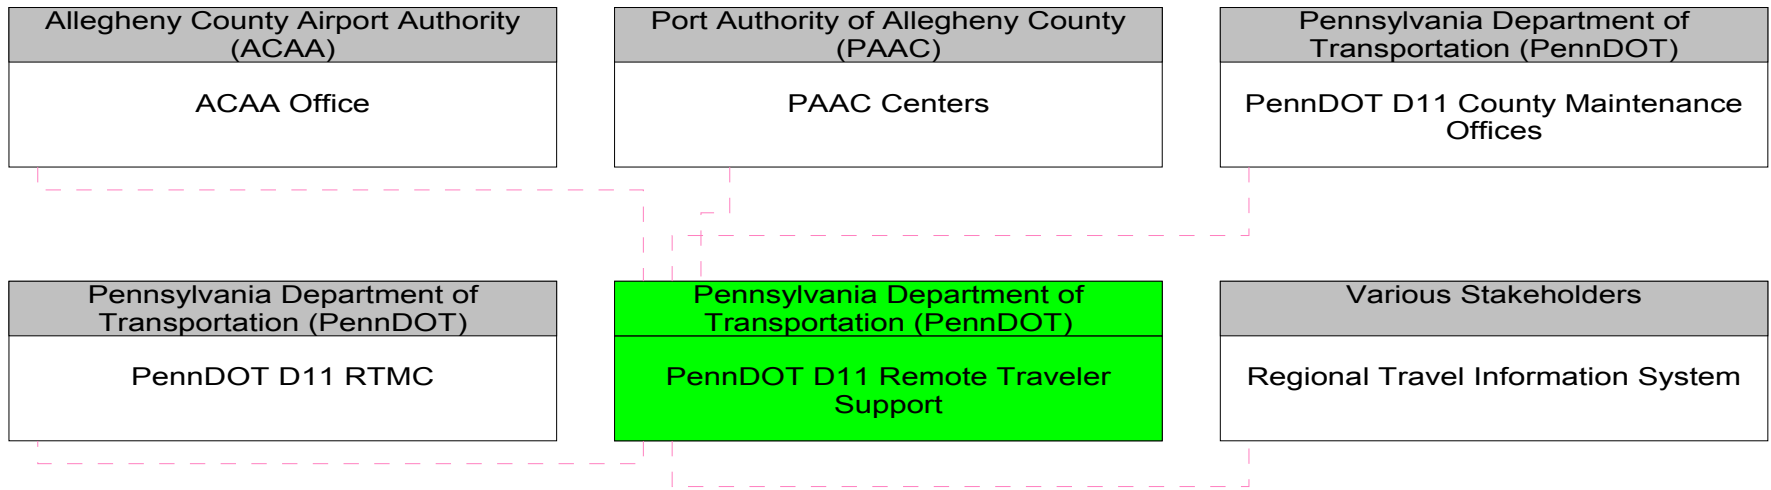 Allegheny County Airport Authority
(ACAA)
ACAA Office
Port Authority of Allegheny County
(PAAC)
PAAC Centers
Pennsylvania Department of
Transportation (PennDOT)
PennDOT D11 County Maintenance
Offices
Pennsylvania Department of
Transportation (PennDOT)
PennDOT D11 RTMC
Pennsylvania Department of
Transportation (PennDOT)
PennDOT D11 Remote Traveler
Support
Various Stakeholders
Regional Travel Information System